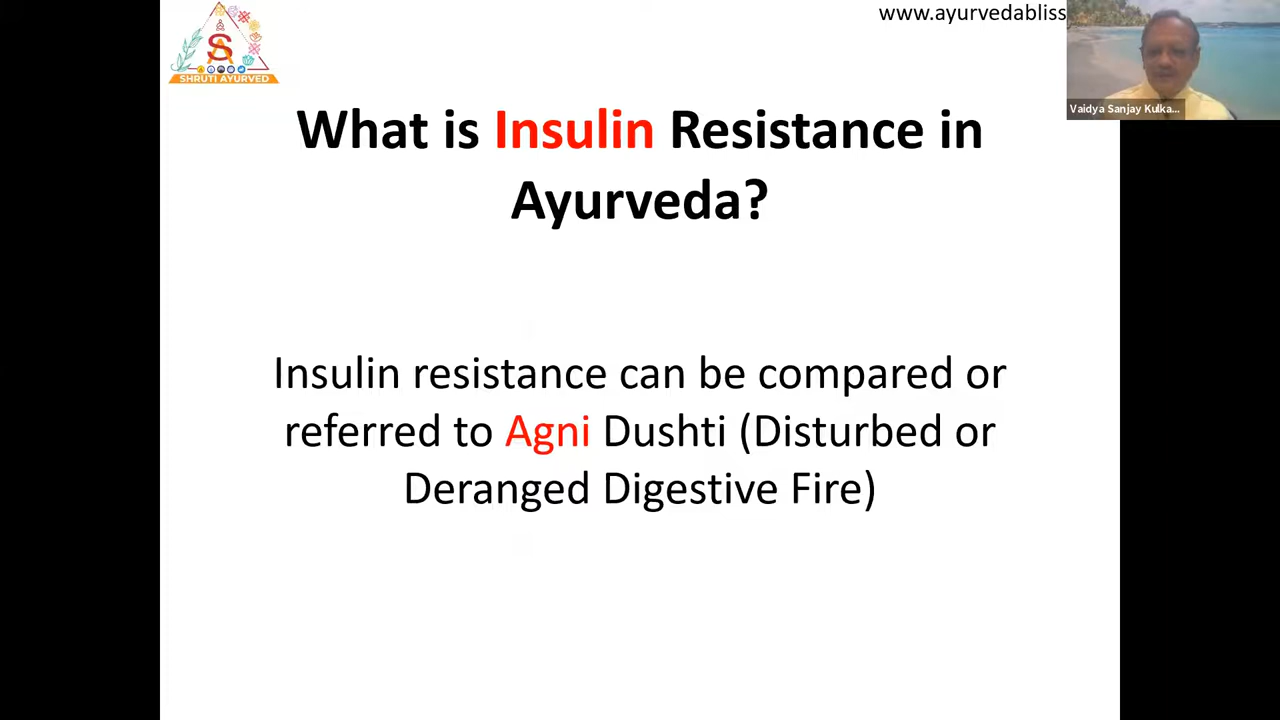 www.ayurvedabliss
SHRUTI AYURVED
Vaidya Sanjay Kulka...
What is Insulin Resistance in
Ayurveda?
Insulin resistance can be compared or
referred to Agni Dushti (Disturbed or
Deranged Digestive Fire)